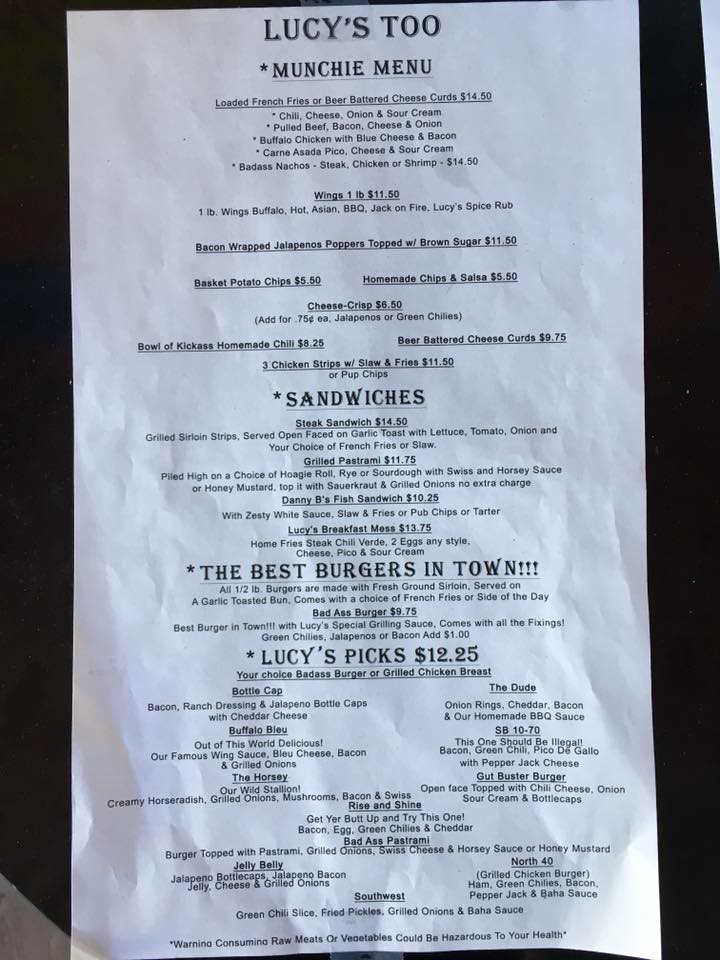 LUCY'S TOO
*MUNCHIE MENU
Loaded French Fries or Beer Battered Cheese Curds $14.50
* Chili, Cheese, Onion & Sour Cream
* Pulled Beef, Bacon, Cheese & Onion
* Buffalo Chicken with Blue Cheese & Bacon
* Carne Asada Pico, Cheese & Sour Cream
* Badass Nachos - Steak, Chicken or Shrimp - $14.50
Wings 1 lb $11.50
1 lb. Wings Buffalo, Hot, Asian, BBQ, Jack on Fire, Lucy's Spice Rub
Bacon Wrapped Jalapenos Poppers Topped w/ Brown Sugar $11.50
Basket Potato Chips $5.50
Homemade Chips & Salsa $5.50
Cheese-Crisp $6.50
(Add for .75¢ ea, Jalapenos or Green Chilies)
Bowl of Kickass Homemade Chili $8.25
Beer Battered Cheese Curds $9.75
3 Chicken Strips w/ Slaw & Fries $11.50
or Pup Chips
*SANDWICHES
Steak Sandwich $14.50
Grilled Sirloin Strips, Served Open Faced on Garlic Toast with Lettuce, Tomato, Onion and
Your Choice of French Fries or Slaw.
Grilled Pastrami $11.75
Piled High on a Choice of Hoagie Roll, Rye or Sourdough with Swiss and Horsey Sauce
or Honey Mustard, top it with Sauerkraut & Grilled Onions no extra charge
Danny B's Fish Sandwich $10.25
With Zesty White Sauce, Slaw & Fries or Pub Chips or Tarter
Lucy's Breakfast Mess $13.75
Home Fries Steak Chili Verde, 2 Eggs any style,
Cheese, Pico & Sour Cream
*THE BEST BURGERS IN TOWN!!!
All 1/2 lb. Burgers are made with Fresh Ground Sirloin, Served on
A Garlic Toasted Bun, Comes with a choice of French Fries or Side of the Day
Bad Ass Burger $9.75
Best Burger in Town!!! with Lucy's Special Grilling Sauce, Comes with all the Fixings!
Green Chilies, Jalapenos or Bacon Add $1.00
* LUCY'S PICKS $12.25
Your choice Badass Burger or Grilled Chicken Breast
Bottle Cap
Bacon, Ranch Dressing & Jalapeno Bottle Caps
with Cheddar Cheese
The Dude
Onion Rings, Cheddar, Bacon
& Our Homemade BBQ Sauce
Buffalo Bleu
Out of This World Delicious!
Our Famous Wing Sauce, Bleu Cheese, Bacon
& Grilled Onions
SB 10-70
This One Should Be Illegal!
Bacon, Green Chili, Pico De Gallo
with Pepper Jack Cheese
The Horsey
Our Wild Stallion!
Creamy Horseradish, Grilled Onions, Mushrooms, Bacon & Swiss
Gut Buster Burger
Open face Topped with Chili Cheese, Onion
Sour Cream & Bottlecaps
Rise and Shine
Get Yer Butt Up and Try This One!
Bacon, Egg, Green Chilies & Cheddar
Bad Ass Pastrami
Burger Topped with Pastrami, Grilled Onions, Swiss Cheese & Horsey Sauce or Honey Mustard
Jelly Belly
Jalapeno Bottlecaps, Jalapeno Bacon
Jelly, Cheese & Grilled Onions
North 40
(Grilled Chicken Burger)
Ham, Green Chilies, Bacon,
Pepper Jack & Baha Sauce
Southwest
Green Chili Slice, Fried Pickles, Grilled Onions & Baha Sauce
*Warning Consuming Raw Meats Or Vegetables Could Be Hazardous To Your Health*